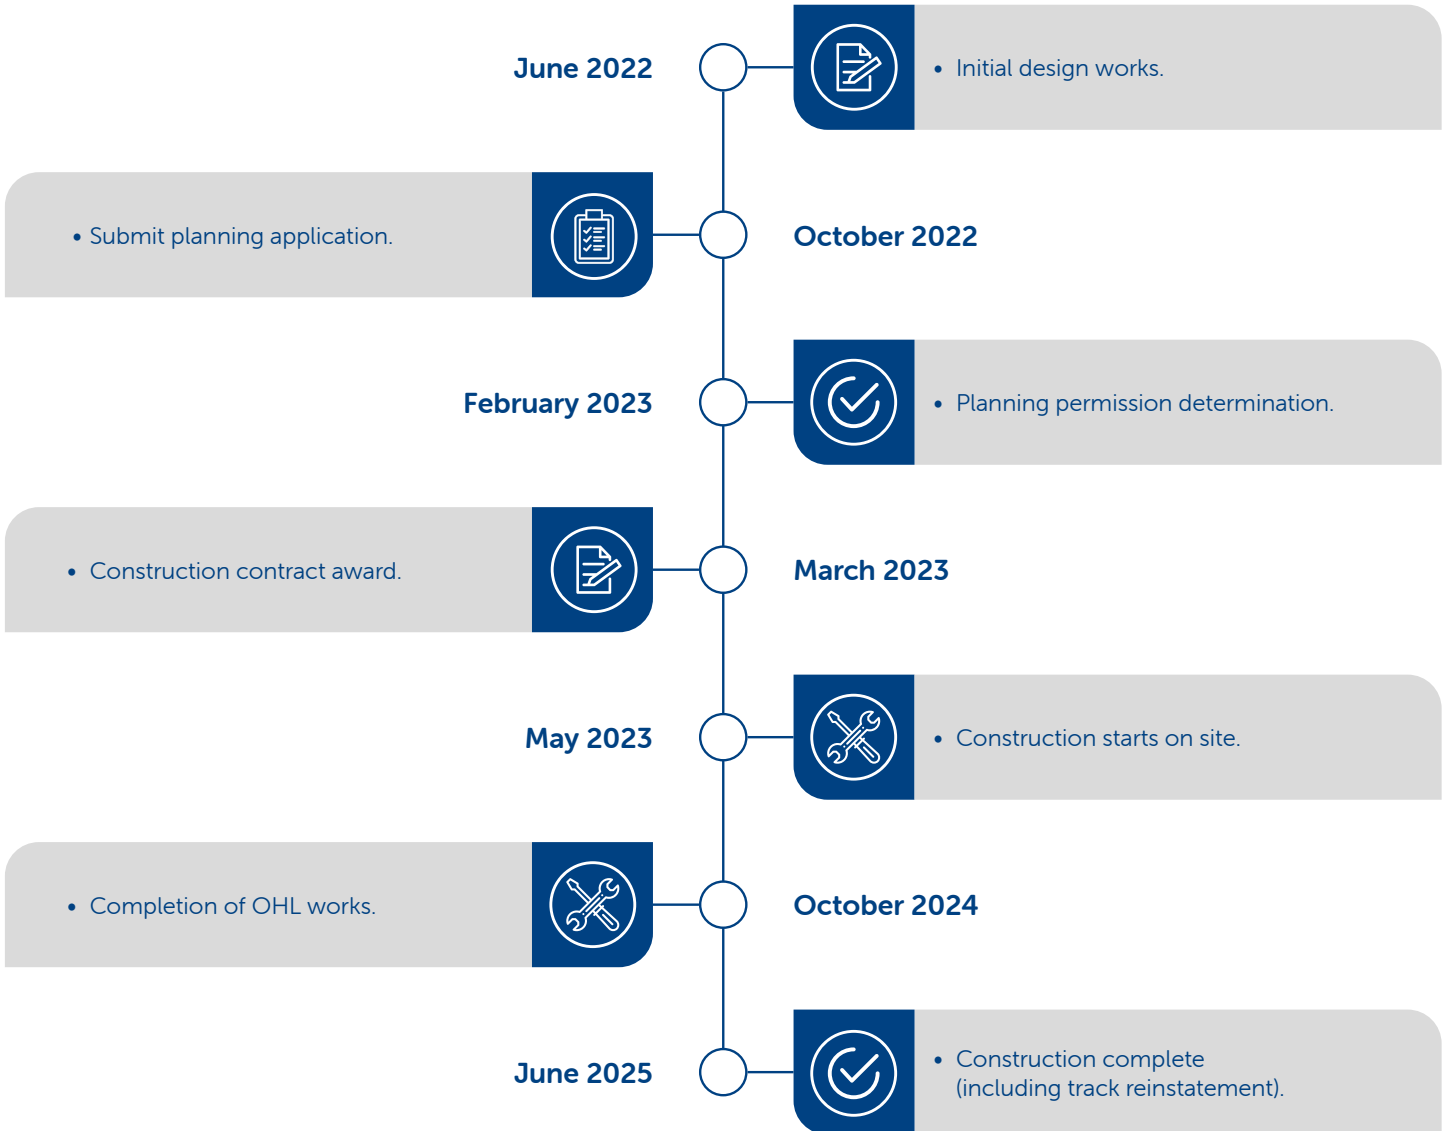 June 2022
• Initial design works.
• Submit planning application.
October 2022
February 2023
• Planning permission determination.
• Construction contract award.
March 2023
May 2023
• Construction starts on site.
• Completion of OHL works.
October 2024
June 2025
• Construction complete
(including track reinstatement).